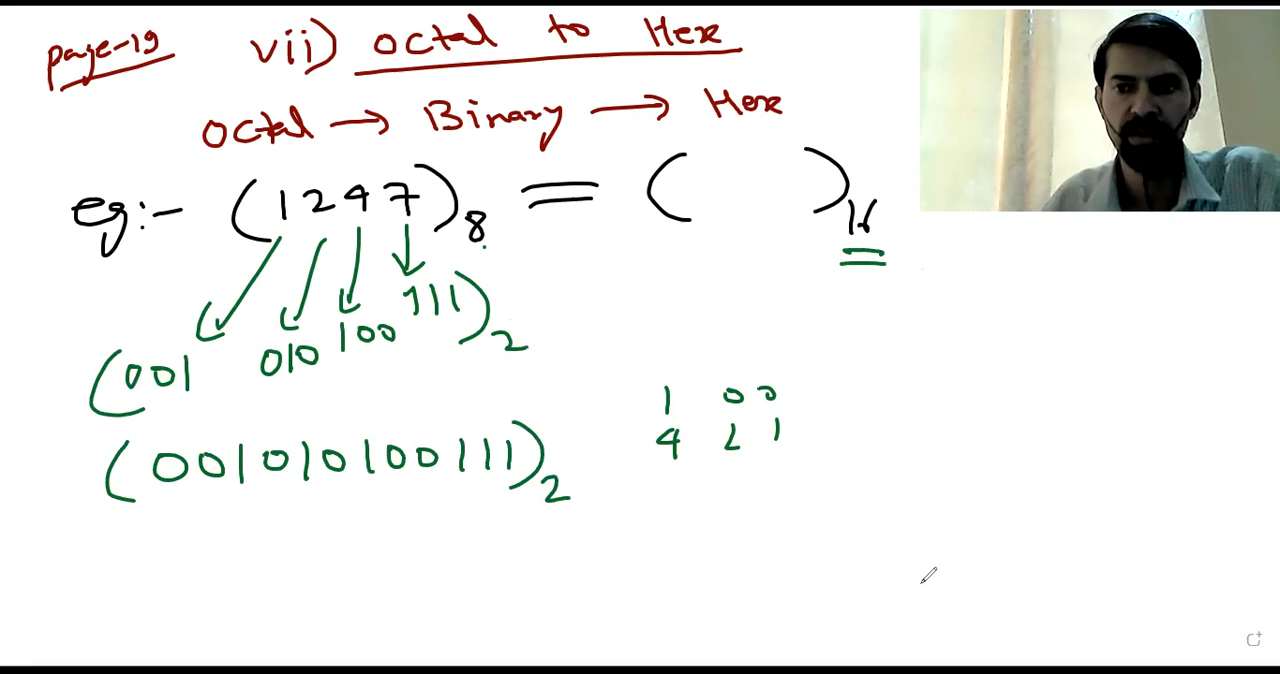 page-19
vii) Octal to Hex
Octal → Binary → Hex
eg:- (1247)8 = ( )16
(001 010 100 111)2
(001010100111)2
1 0 0
4 2 1